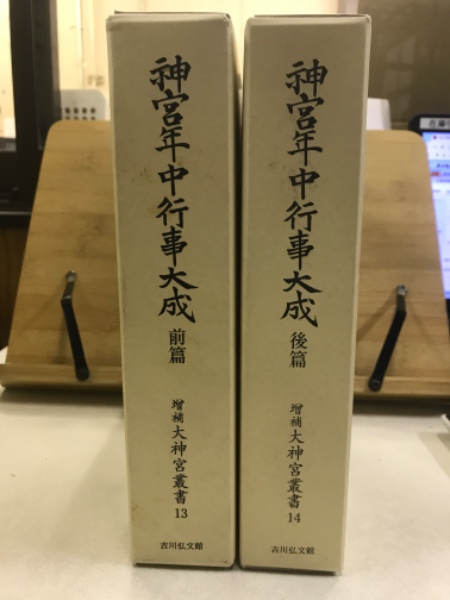 神宮年中行事大成
前篇
増補
大神宮叢書
13
吉川弘文館
神宮年中行事大成
後篇
増補
大神宮叢書
14
吉川弘文館